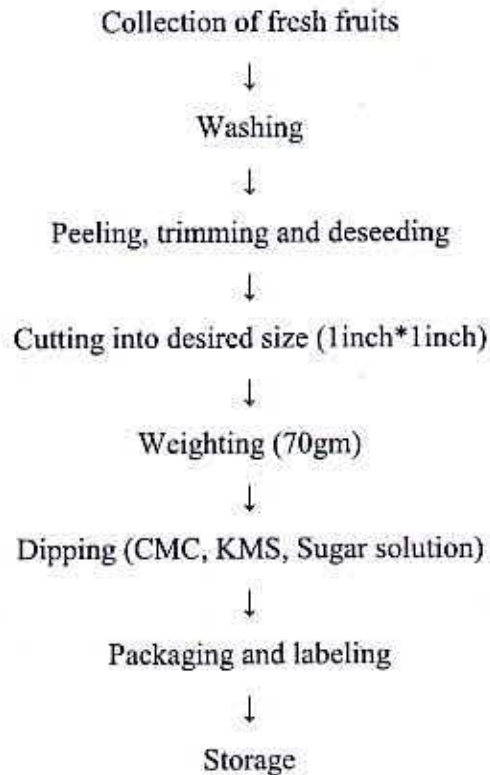 Collection of fresh fruits
↓
Washing
↓
Peeling, trimming and deseeding
↓
Cutting into desired size (1inch*1inch)
↓
Weighting (70gm)
↓
Dipping (CMC, KMS, Sugar solution)
↓
Packaging and labeling
↓
Storage